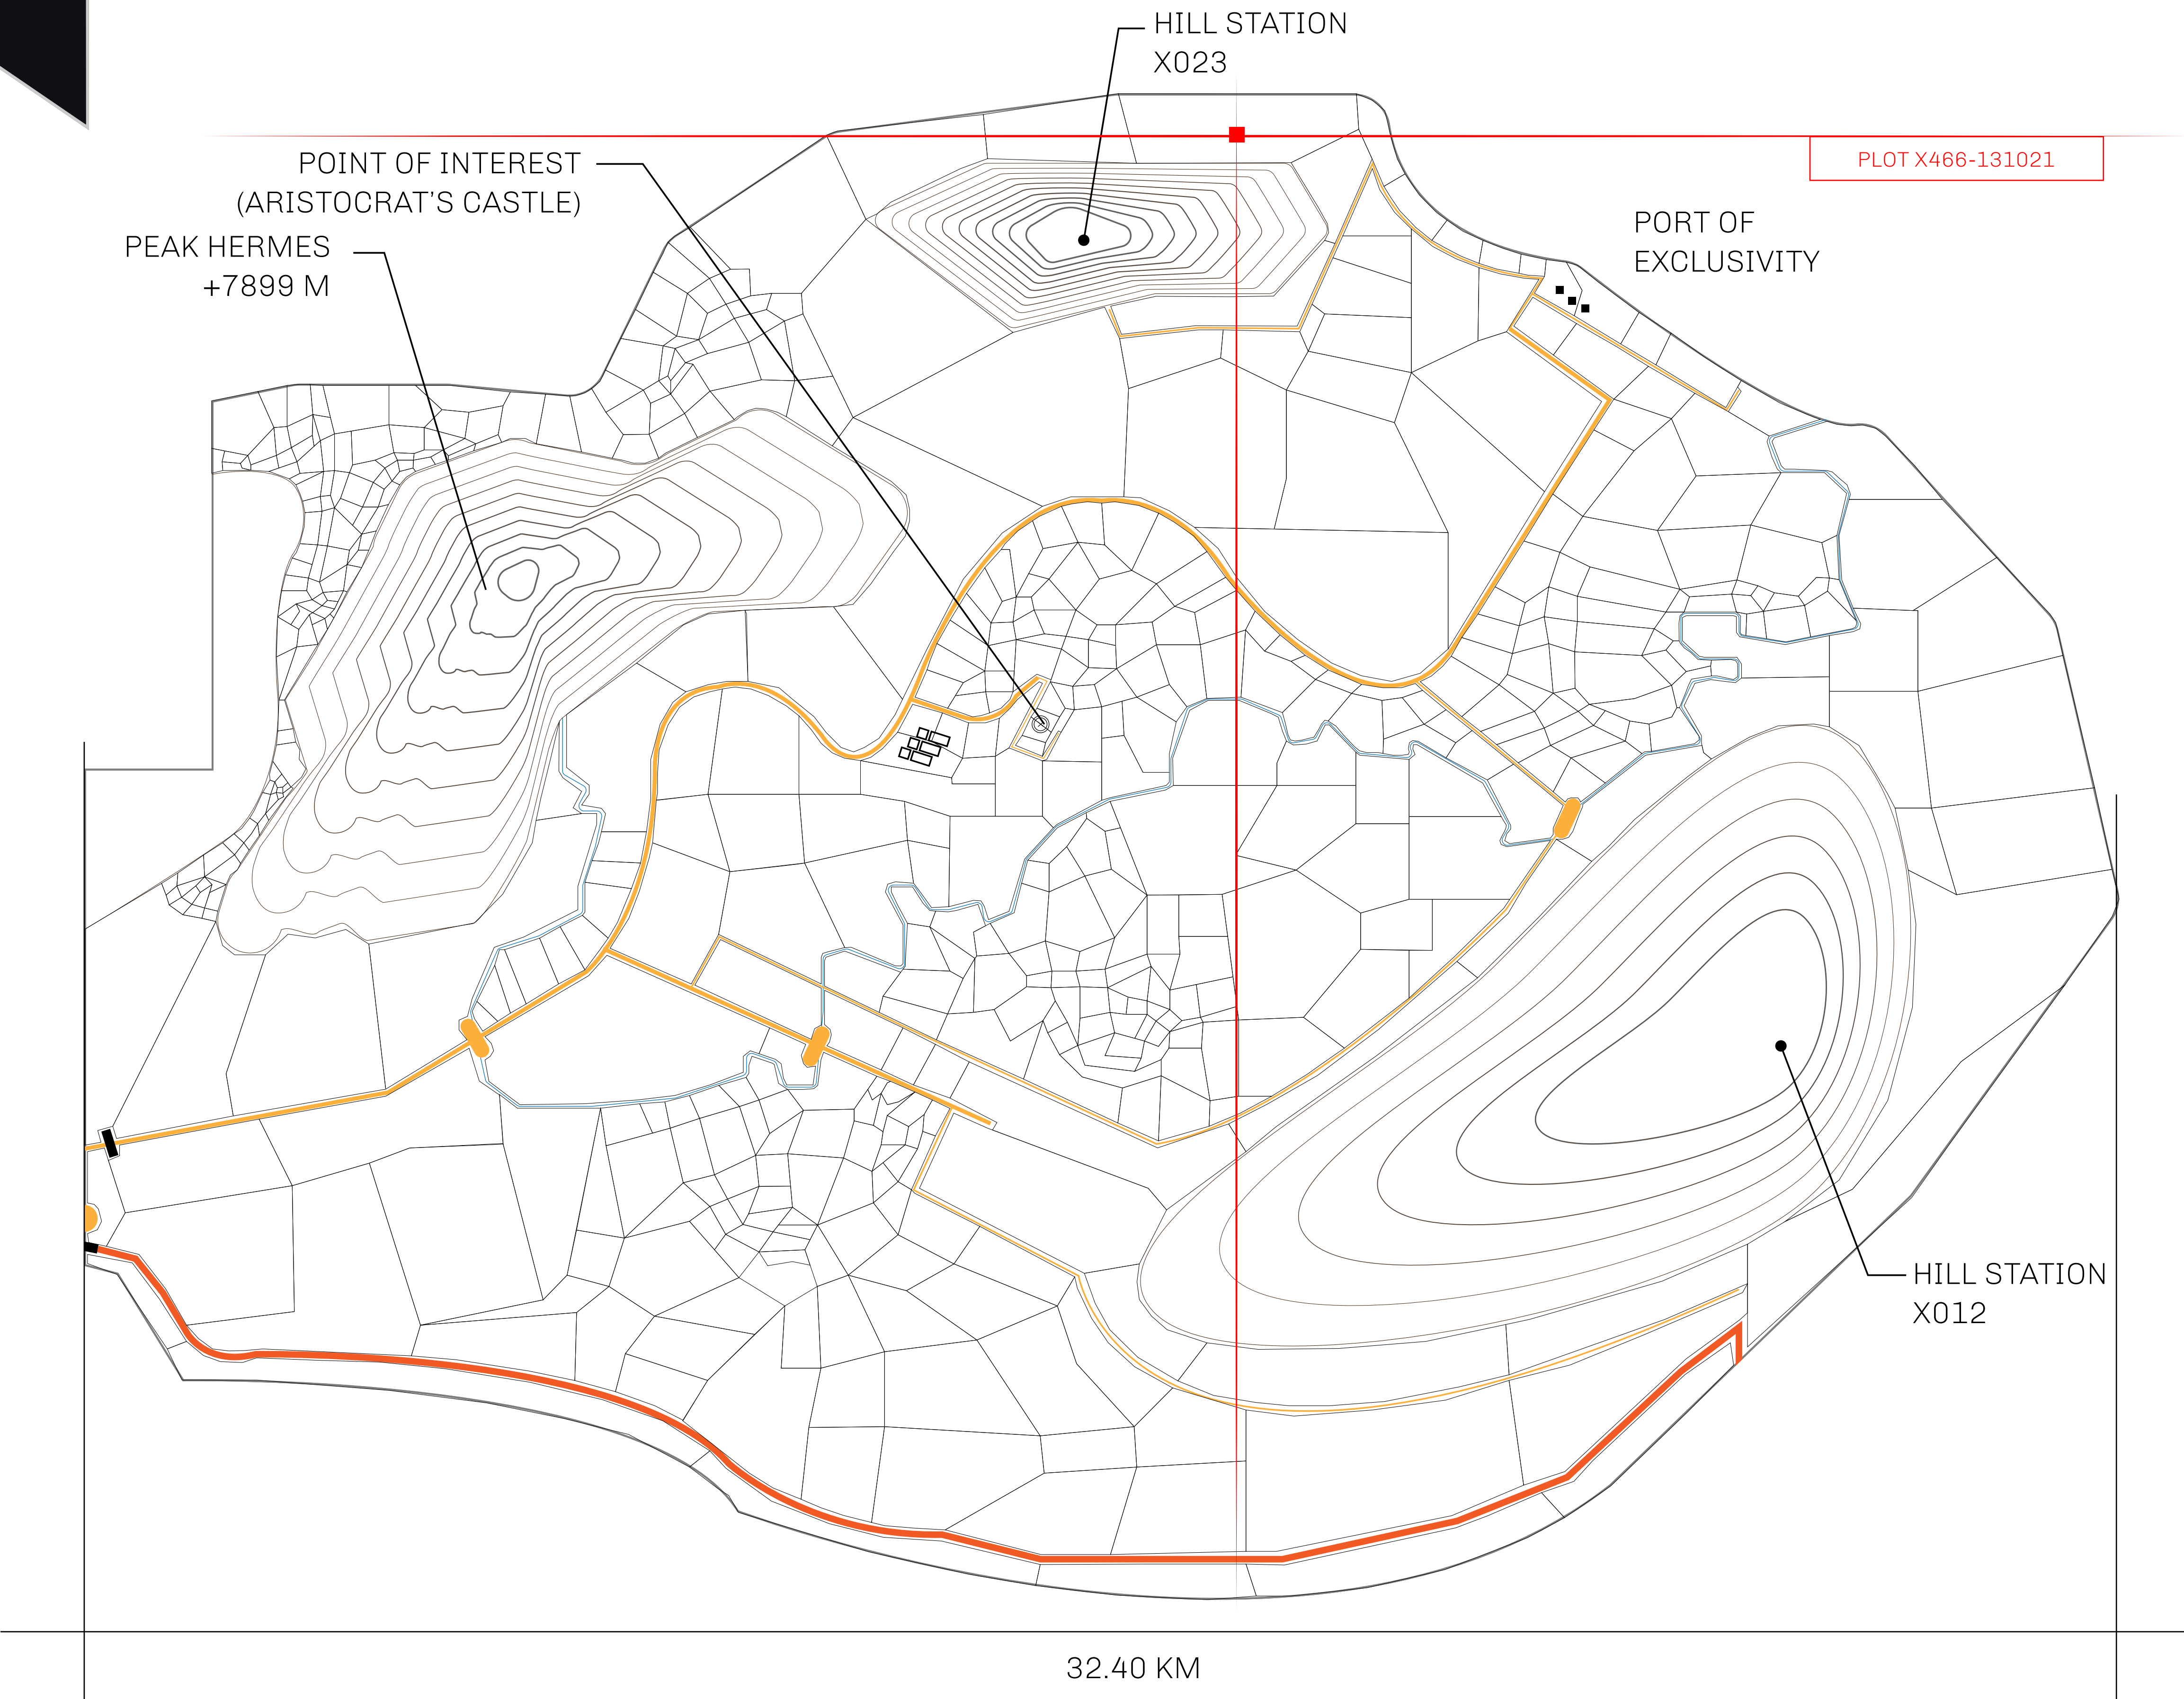 HILL STATION
X023
POINT OF INTEREST
(ARISTOCRAT'S CASTLE)
PLOT X466-131021
PORT OF
EXCLUSIVITY
PEAK HERMES
+7899 M
HILL STATION
X012
32.40 KM